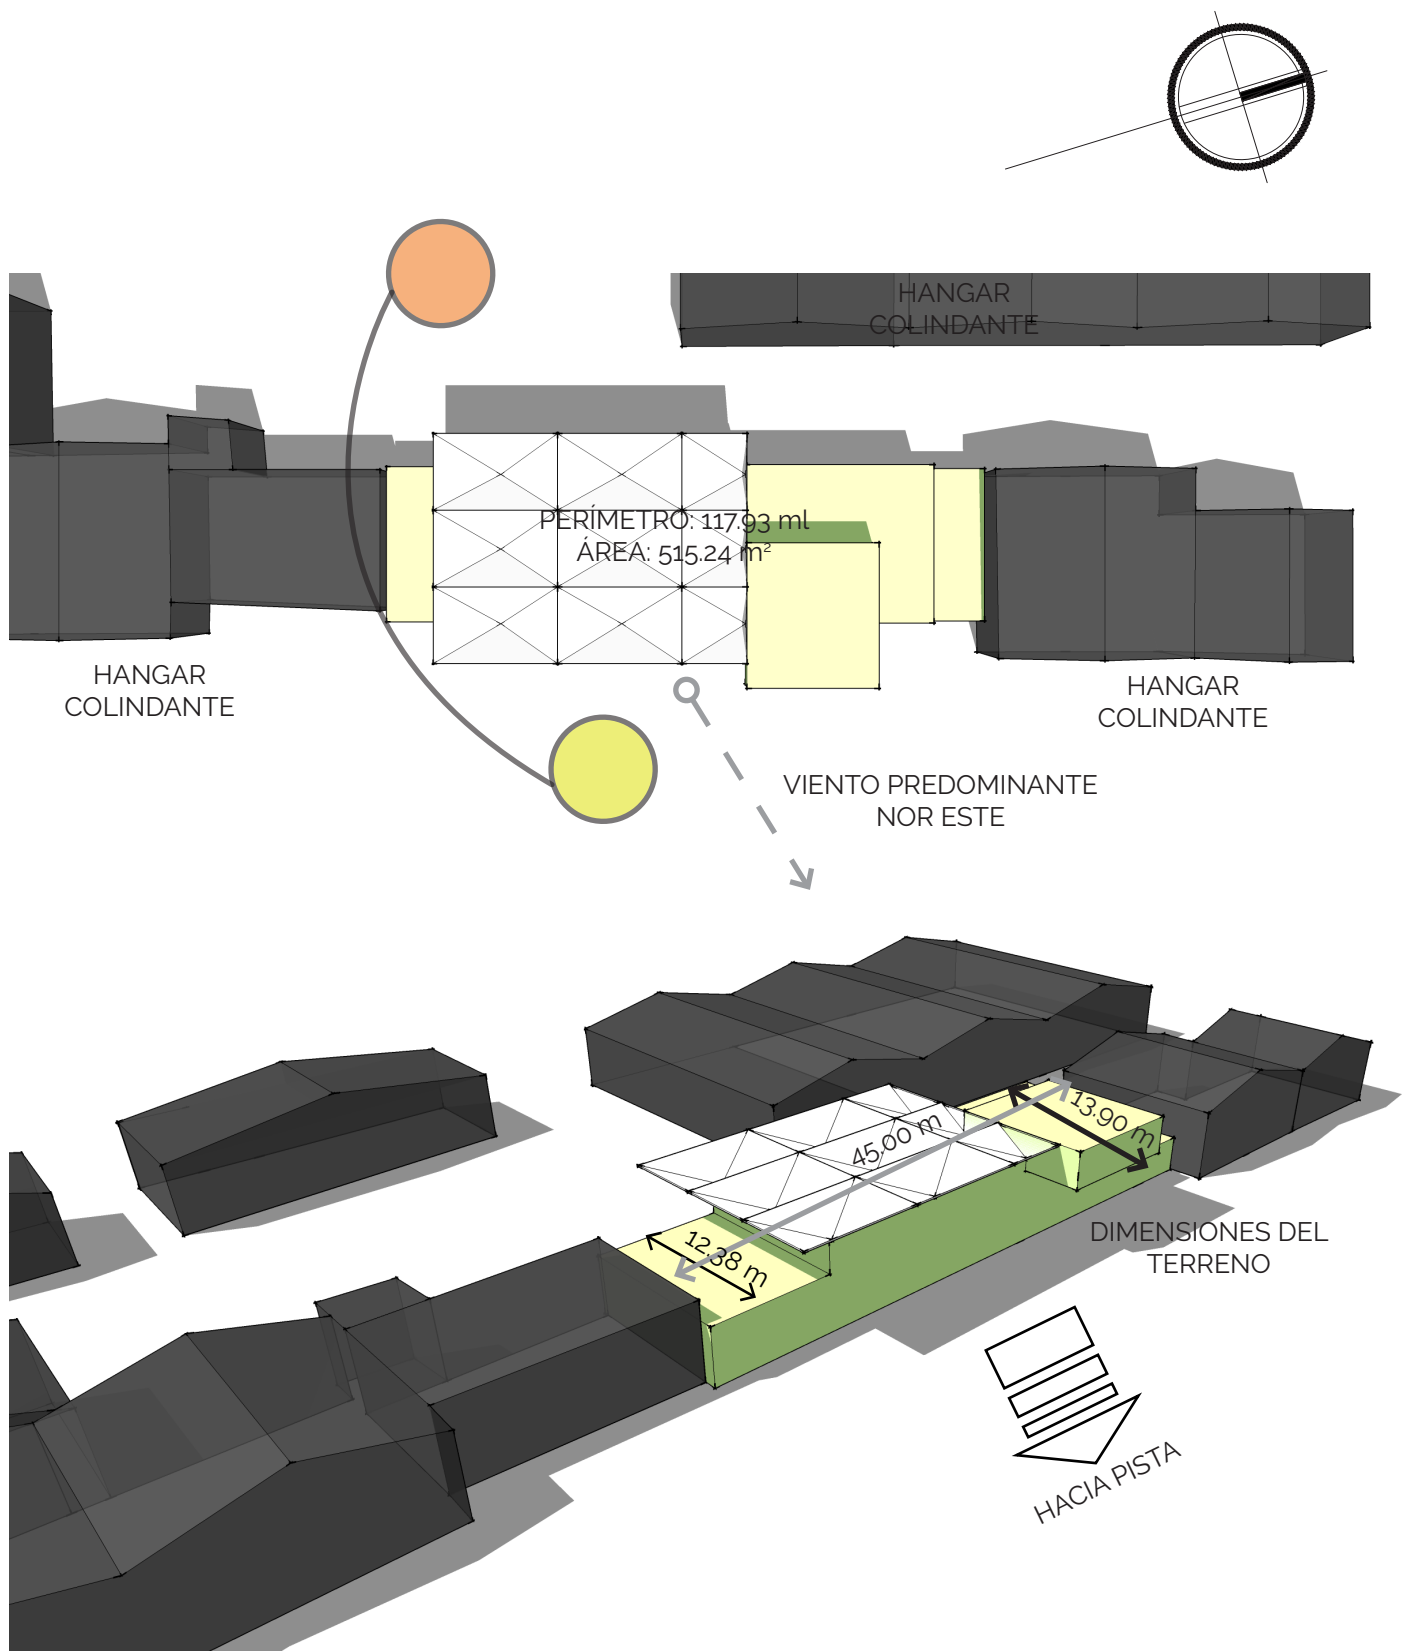 HANGAR
COLINDANTE
PERÍMETRO: 117.93 ml
ÁREA: 515.24 m²
HANGAR
COLINDANTE
HANGAR
COLINDANTE
VIENTO PREDOMINANTE
NOR ESTE
13.90 m
45.00 m
12.38 m
DIMENSIONES DEL
TERRENO
HACIA PISTA